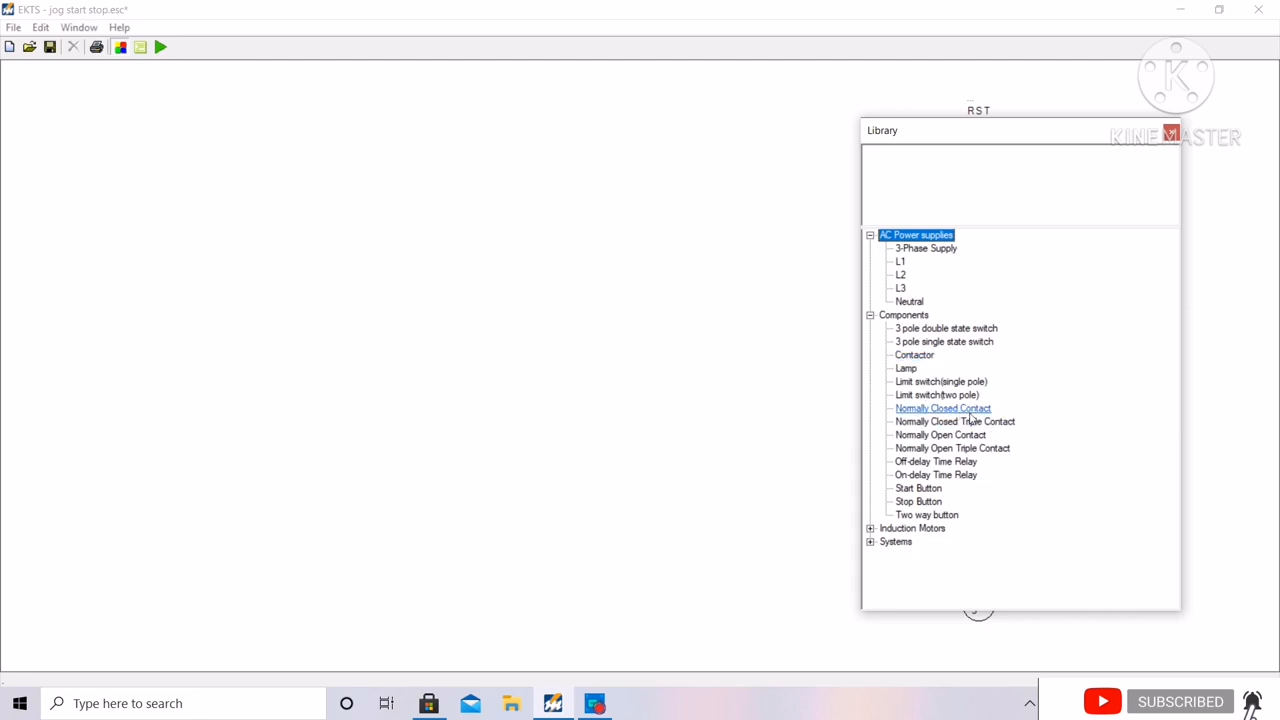 EKTS - jog start stop.esc*
File Edit Window Help
RST
Library
KINEMASTER
AC Power supplies
3-Phase Supply
L1
L2
L3
Neutral
Components
3 pole double state switch
3 pole single state switch
Contactor
Lamp
Limit switch(single pole)
Limit switch(two pole)
Normally Closed Contact
Normally Closed Triple Contact
Normally Open Contact
Normally Open Triple Contact
Off-delay Time Relay
On-delay Time Relay
Start Button
Stop Button
Two way button
Induction Motors
Systems
Type here to search
SUBSCRIBED